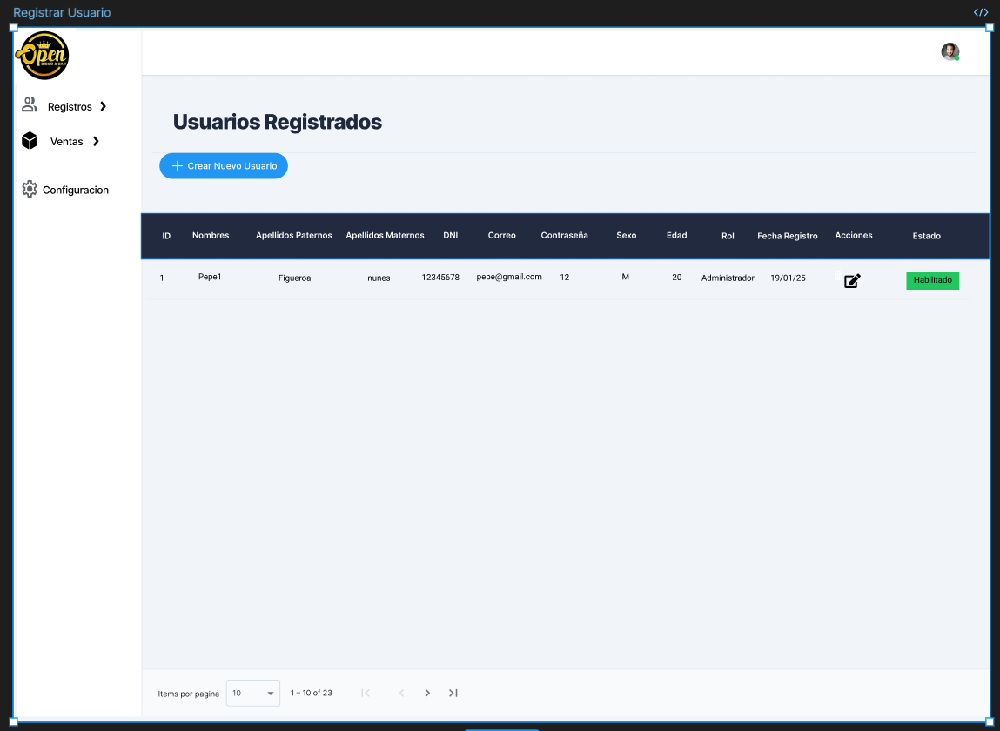 Registrar Usuario
Open
DISCO & BAR
Registros
Ventas
Configuracion
Usuarios Registrados
Crear Nuevo Usuario
ID Nombres Apellidos Paternos Apellidos Maternos DNI Correo Contraseña Sexo Edad Rol Fecha Registro Acciones Estado
1 Pepe1 Figueroa nunes 12345678 pepe@gmail.com 12 M 20 Administrador 19/01/25 Habilitado
Items por pagina 10 1 – 10 of 23